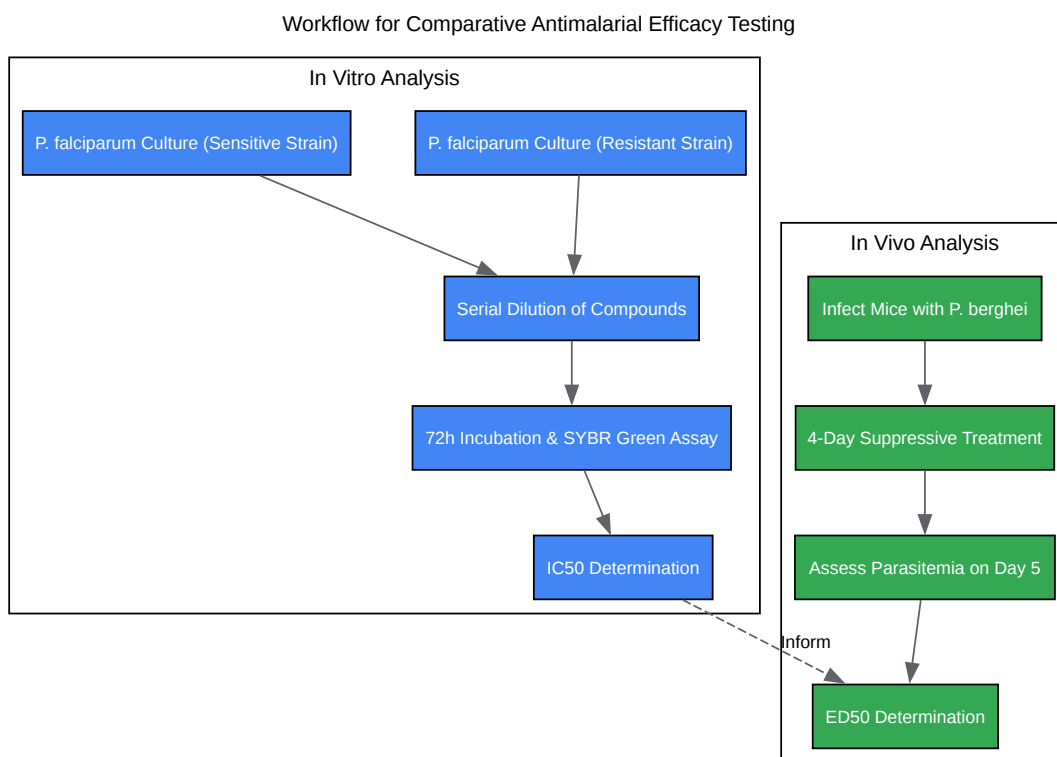 Workflow for Comparative Antimalarial Efficacy Testing
In Vitro Analysis
P. falciparum Culture (Sensitive Strain)
P. falciparum Culture (Resistant Strain)
Serial Dilution of Compounds
72h Incubation & SYBR Green Assay
IC50 Determination
Inform
In Vivo Analysis
Infect Mice with P. berghei
4-Day Suppressive Treatment
Assess Parasitemia on Day 5
ED50 Determination